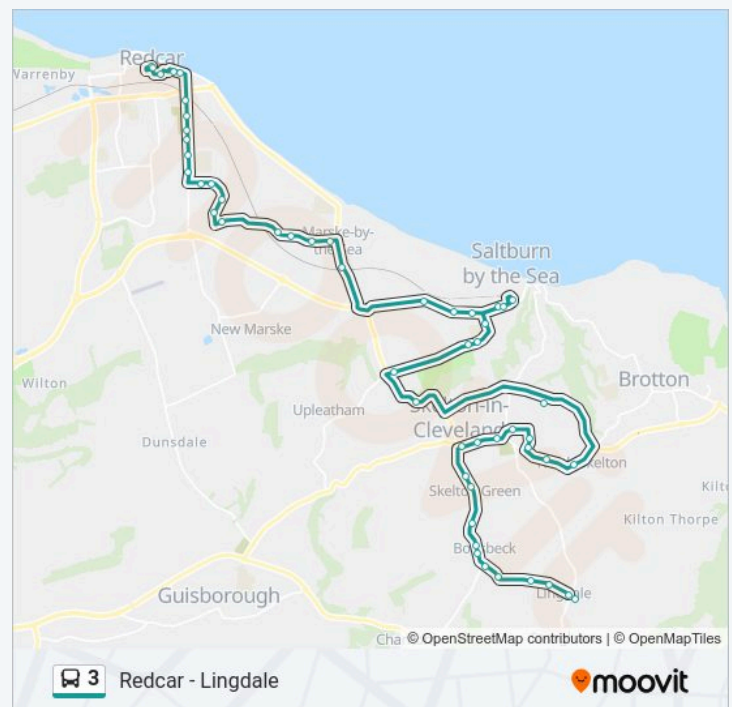 Redcar
Warrenby
Marske-by-
the-Sea
Saltburn
by the Sea
New Marske
Wilton
Brotton
Upleatham
Skelton-in-
Cleveland
Dunsdale
North Skelton
Skelton Green
Kilton Thorpe
Boosbeck
Guisborough
Lingdale
© OpenStreetMap contributors | © OpenMapTiles
3 Redcar - Lingdale
moovit